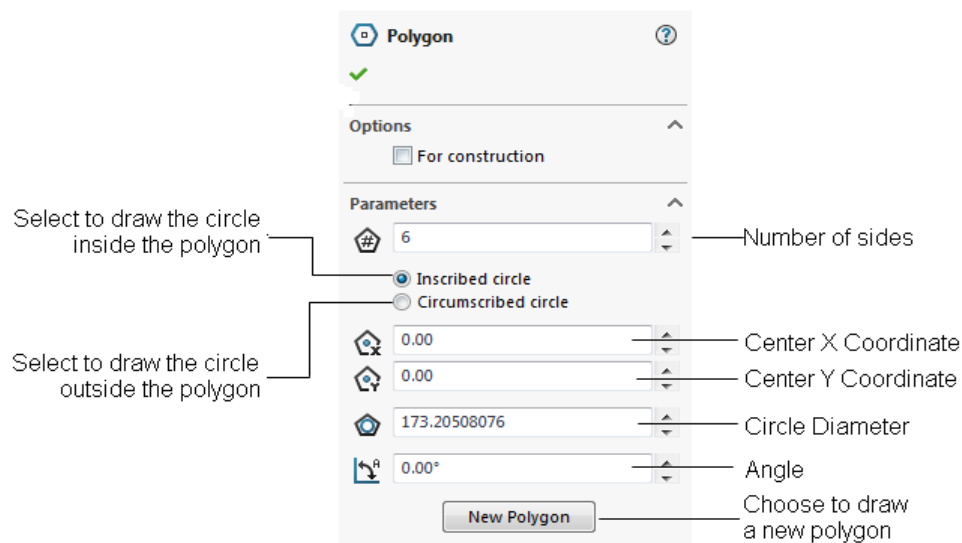 Polygon
Options
For construction
Parameters
Select to draw the circle
inside the polygon
#
6
Number of sides
Inscribed circle
Circumscribed circle
Select to draw the circle
outside the polygon
X
0.00
Center X Coordinate
Y
0.00
Center Y Coordinate
173.20508076
Circle Diameter
A
0.00°
Angle
New Polygon
Choose to draw
a new polygon